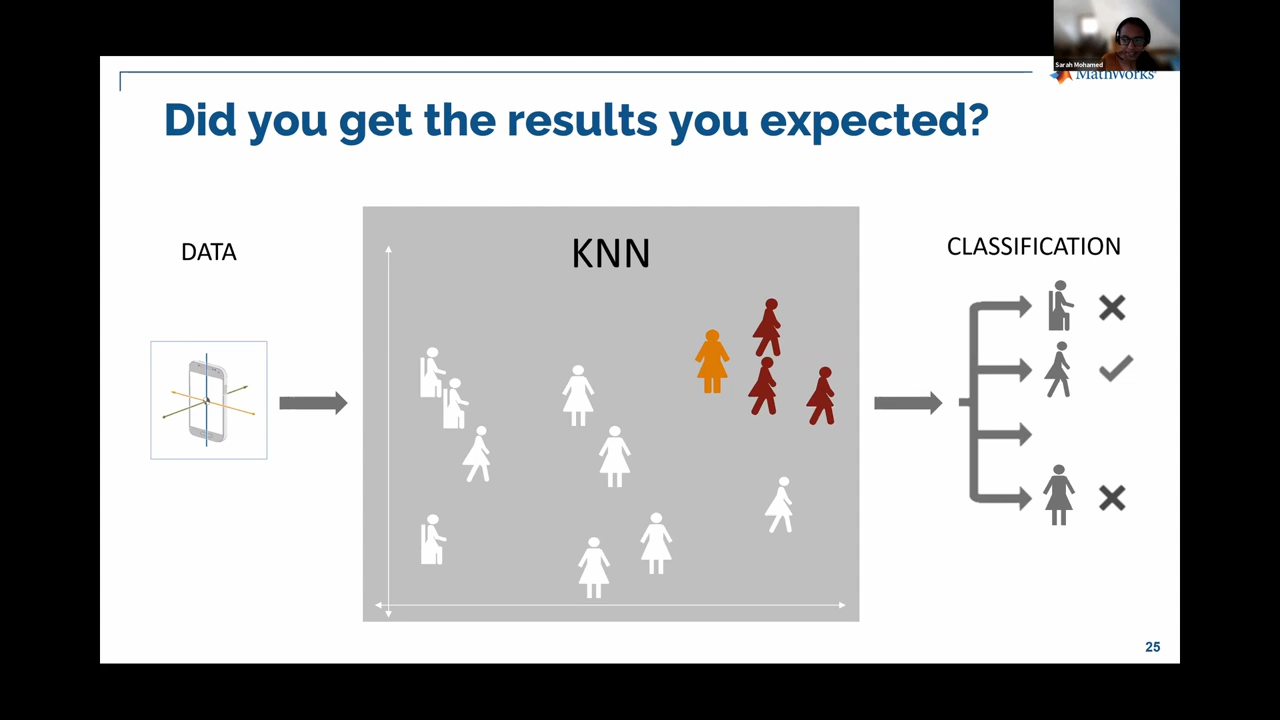 Sarah Mohamed
MathWorks
Did you get the results you expected?
DATA
KNN
CLASSIFICATION
25